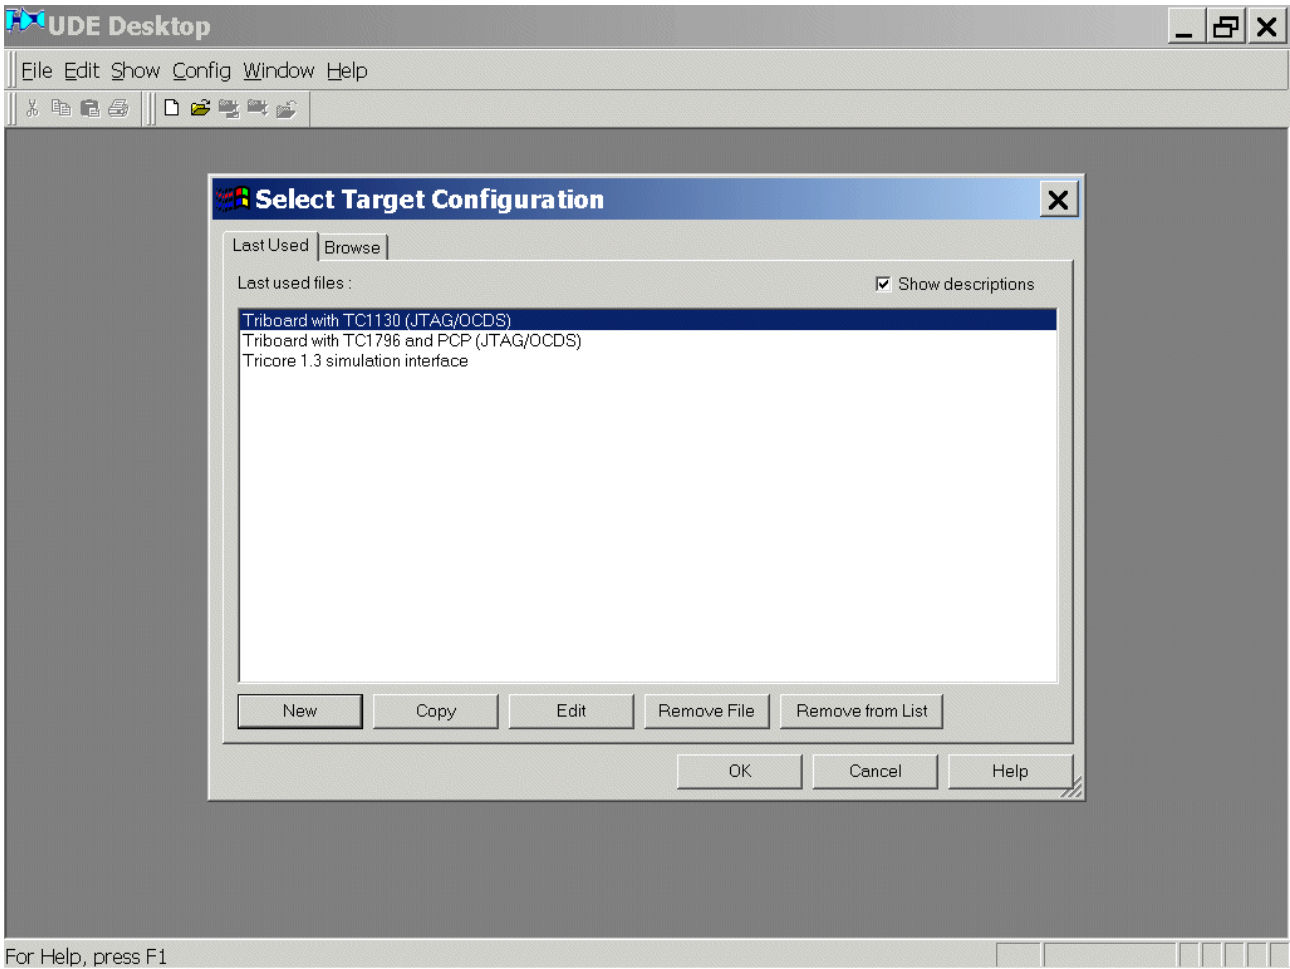 UDE Desktop
File Edit Show Config Window Help
Select Target Configuration
Last Used Browse
Last used files : Show descriptions
Triboard with TC1130 (JTAG/OCDS)
Triboard with TC1796 and PCP (JTAG/OCDS)
Tricore 1.3 simulation interface
New Copy Edit Remove File Remove from List
OK Cancel Help
For Help, press F1